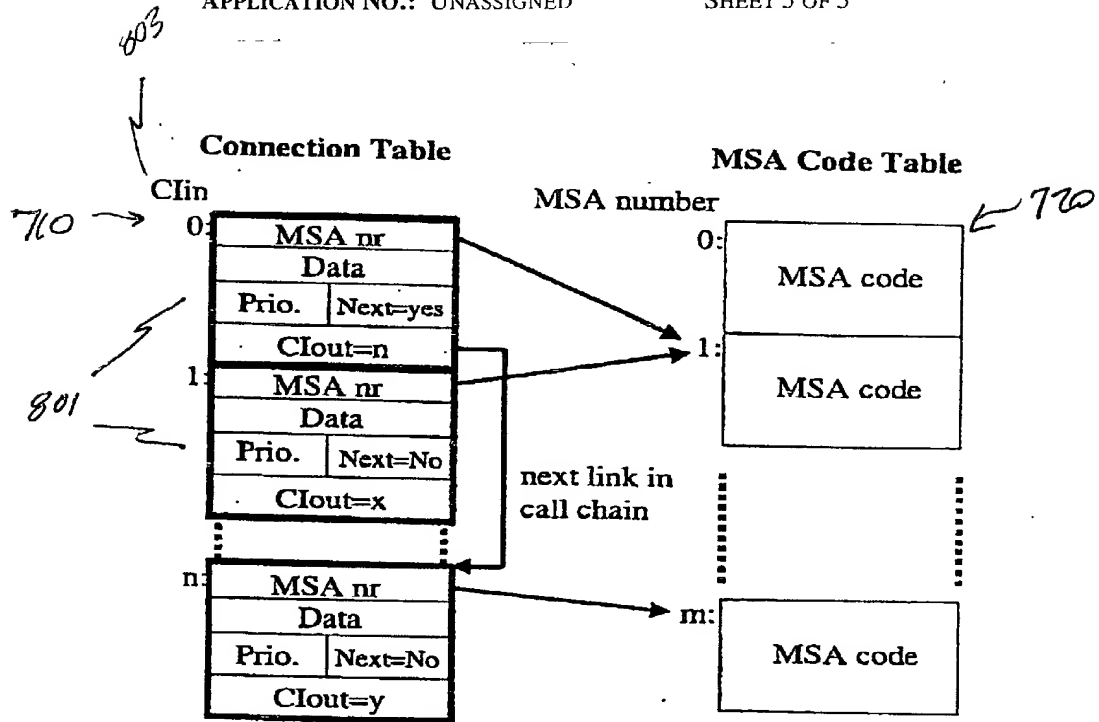 APPLICATION NO.: UNASSIGNED SHEET 5 OF 5
803
Connection Table
MSA Code Table
CIin
MSA number
710
720
0:
MSA nr
Data
Prio. Next=yes
CIout=n
0:
MSA code
1:
MSA nr
Data
Prio. Next=No
CIout=x
1:
MSA code
801
next link in
call chain
n:
MSA nr
Data
Prio. Next=No
CIout=y
m:
MSA code